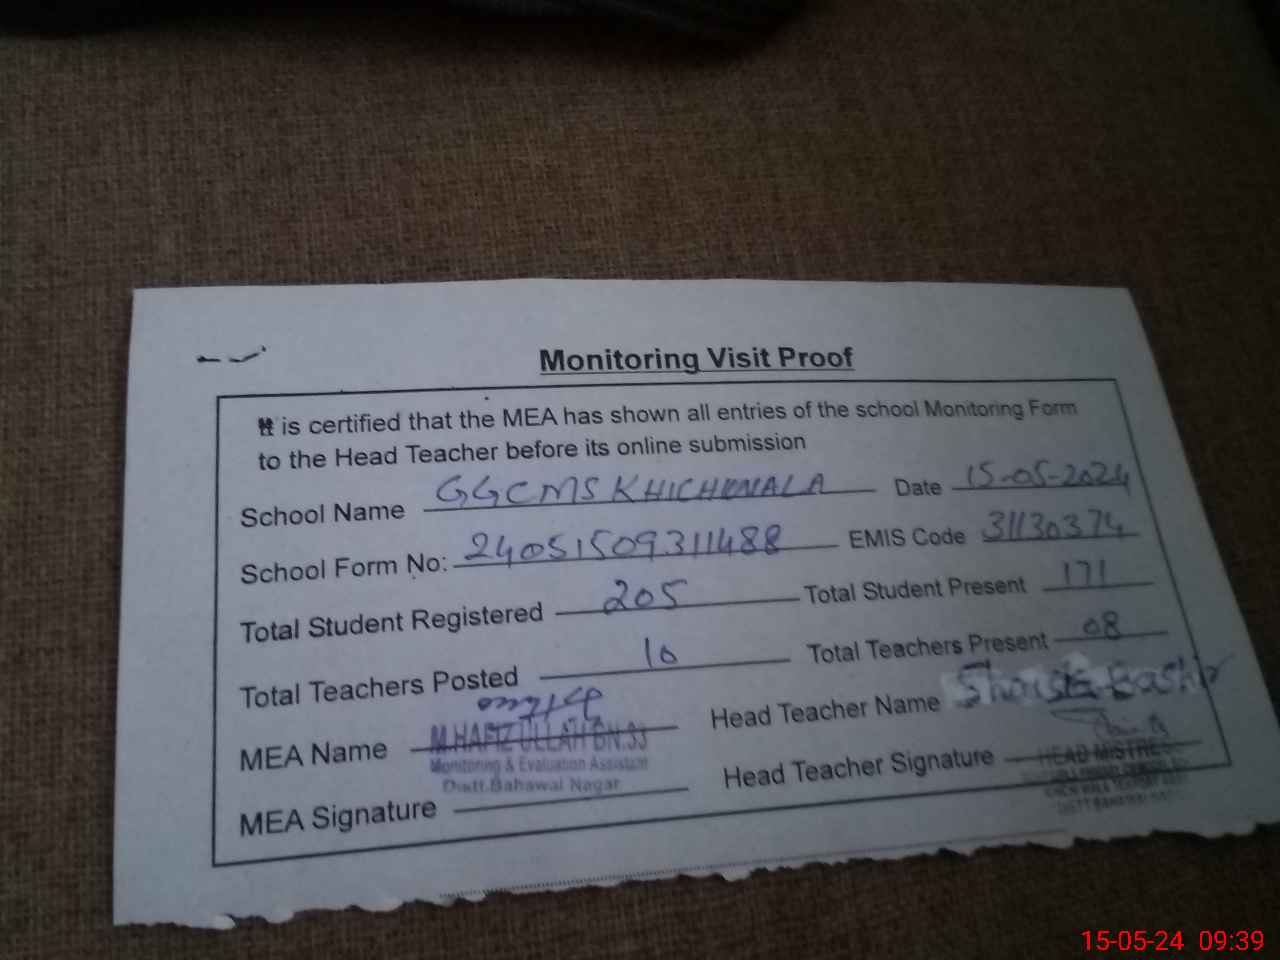 Monitoring Visit Proof
It is certified that the MEA has shown all entries of the school Monitoring Form
to the Head Teacher before its online submission
School Name GGCMS KHICHIWALA Date 15-05-2024
School Form No: 24051509311488 EMIS Code 31130374
Total Student Registered 205 Total Student Present 171
Total Teachers Posted 10 Total Teachers Present 08
MEA Name M.HAFIZ ULLAH BN.33 Head Teacher Name Bashir
Monitoring & Evaluation Assistant
Distt.Bahawal Nagar
MEA Signature Head Teacher Signature HEAD MISTRESS
15-05-24 09:39